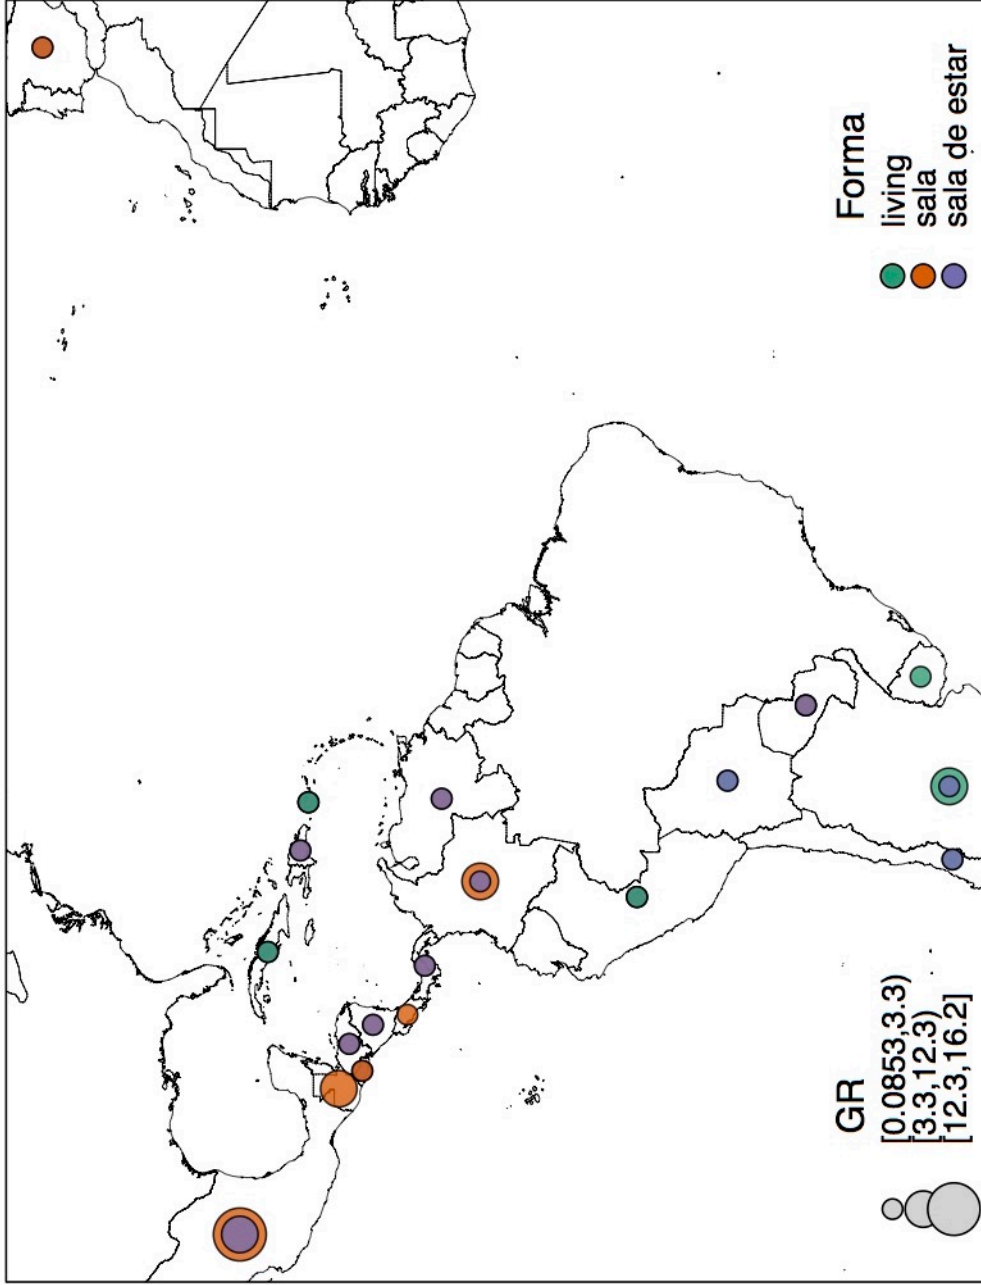 Forma
living
sala
sala de estar
GR
[0.0853,3.3)
[3.3,12.3)
[12.3,16.2]